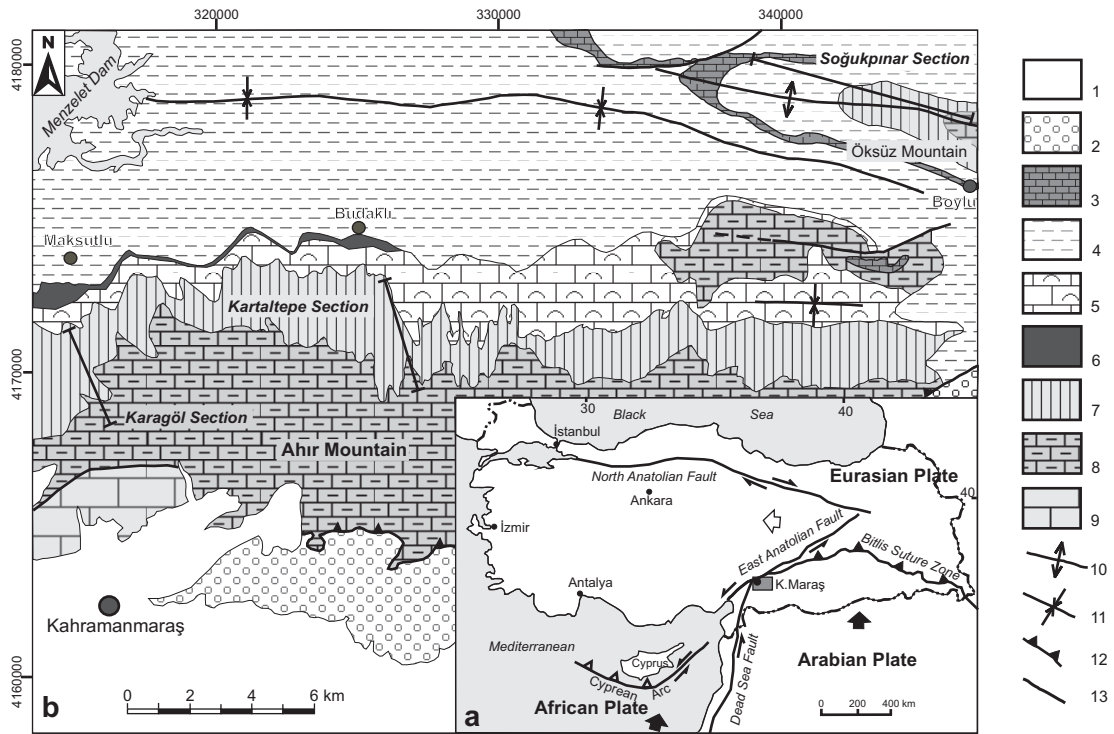 320000
330000
340000
4180000
4170000
4160000
N
Menzelet Dam
Soğukpınar Section
Öksüz Mountain
Boylu
Budaklı
Maksutlu
Kartaltepe Section
Karagöl Section
Ahır Mountain
Kahramanmaraş
0 2 4 6 km
b
30
40
Black Sea
İstanbul
North Anatolian Fault
Eurasian Plate
Ankara
40
İzmir
East Anatolian Fault
Bitlis Suture Zone
Antalya
K.Maraş
Mediterranean
Cyprus
Cyprean Arc
Dead Sea Fault
Arabian Plate
African Plate
0 200 400 km
a
1
2
3
4
5
6
7
8
9
10
11
12
13